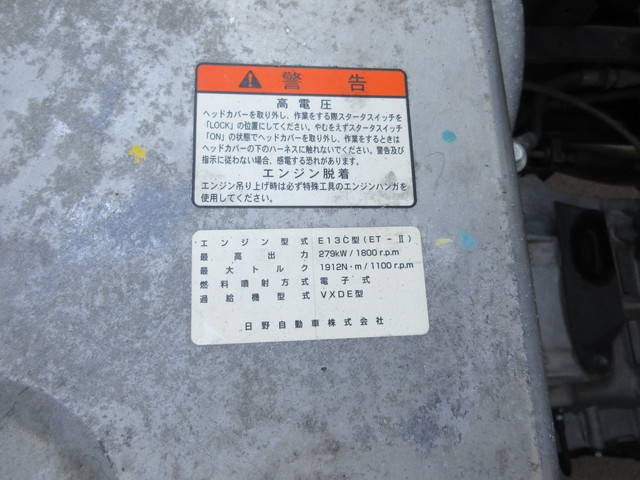 警告
高電圧
ヘッドカバーを取り外し、作業をする際スタータスイッチを
「LOCK」の位置にしてください。やむをえずスタータスイッチ
「ON」の状態でヘッドカバーを取り外し、作業をするときは
ヘッドカバーの下のハーネスに触れないでください。警告及び
指示に従わない場合、感電する恐れがあります。
エンジン脱着
エンジン吊り上げ時は必ず特殊工具のエンジンハンガを
使用してください。
エンジン型式 E13C型(ET-Ⅱ)
最高出力 279kW/1800r.p.m
最大トルク 1912N・m/1100r.p.m
燃料噴射方式 電子式
過給機型式 VXDE型
日野自動車株式会社